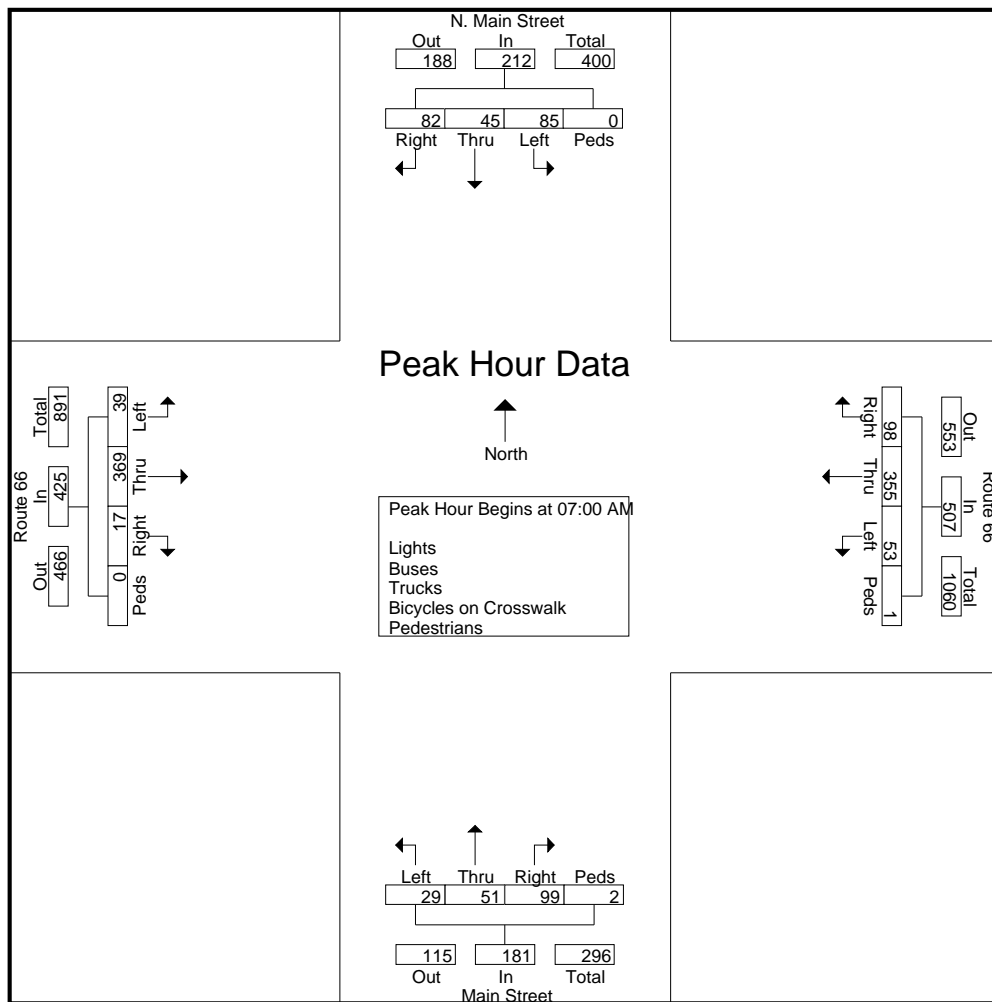 N. Main Street
Out In Total
188 212 400
82 45 85 0
Right Thru Left Peds
Peak Hour Data
North
Peak Hour Begins at 07:00 AM
Lights
Buses
Trucks
Bicycles on Crosswalk
Pedestrians
Route 66
Out In Total
466 425 891
Left Thru Right Peds
39 369 17 0
Route 66
Out In Total
553 507 1060
Right Thru Left Peds
98 355 53 1
Left Thru Right Peds
29 51 99 2
115 181 296
Out In Total
Main Street